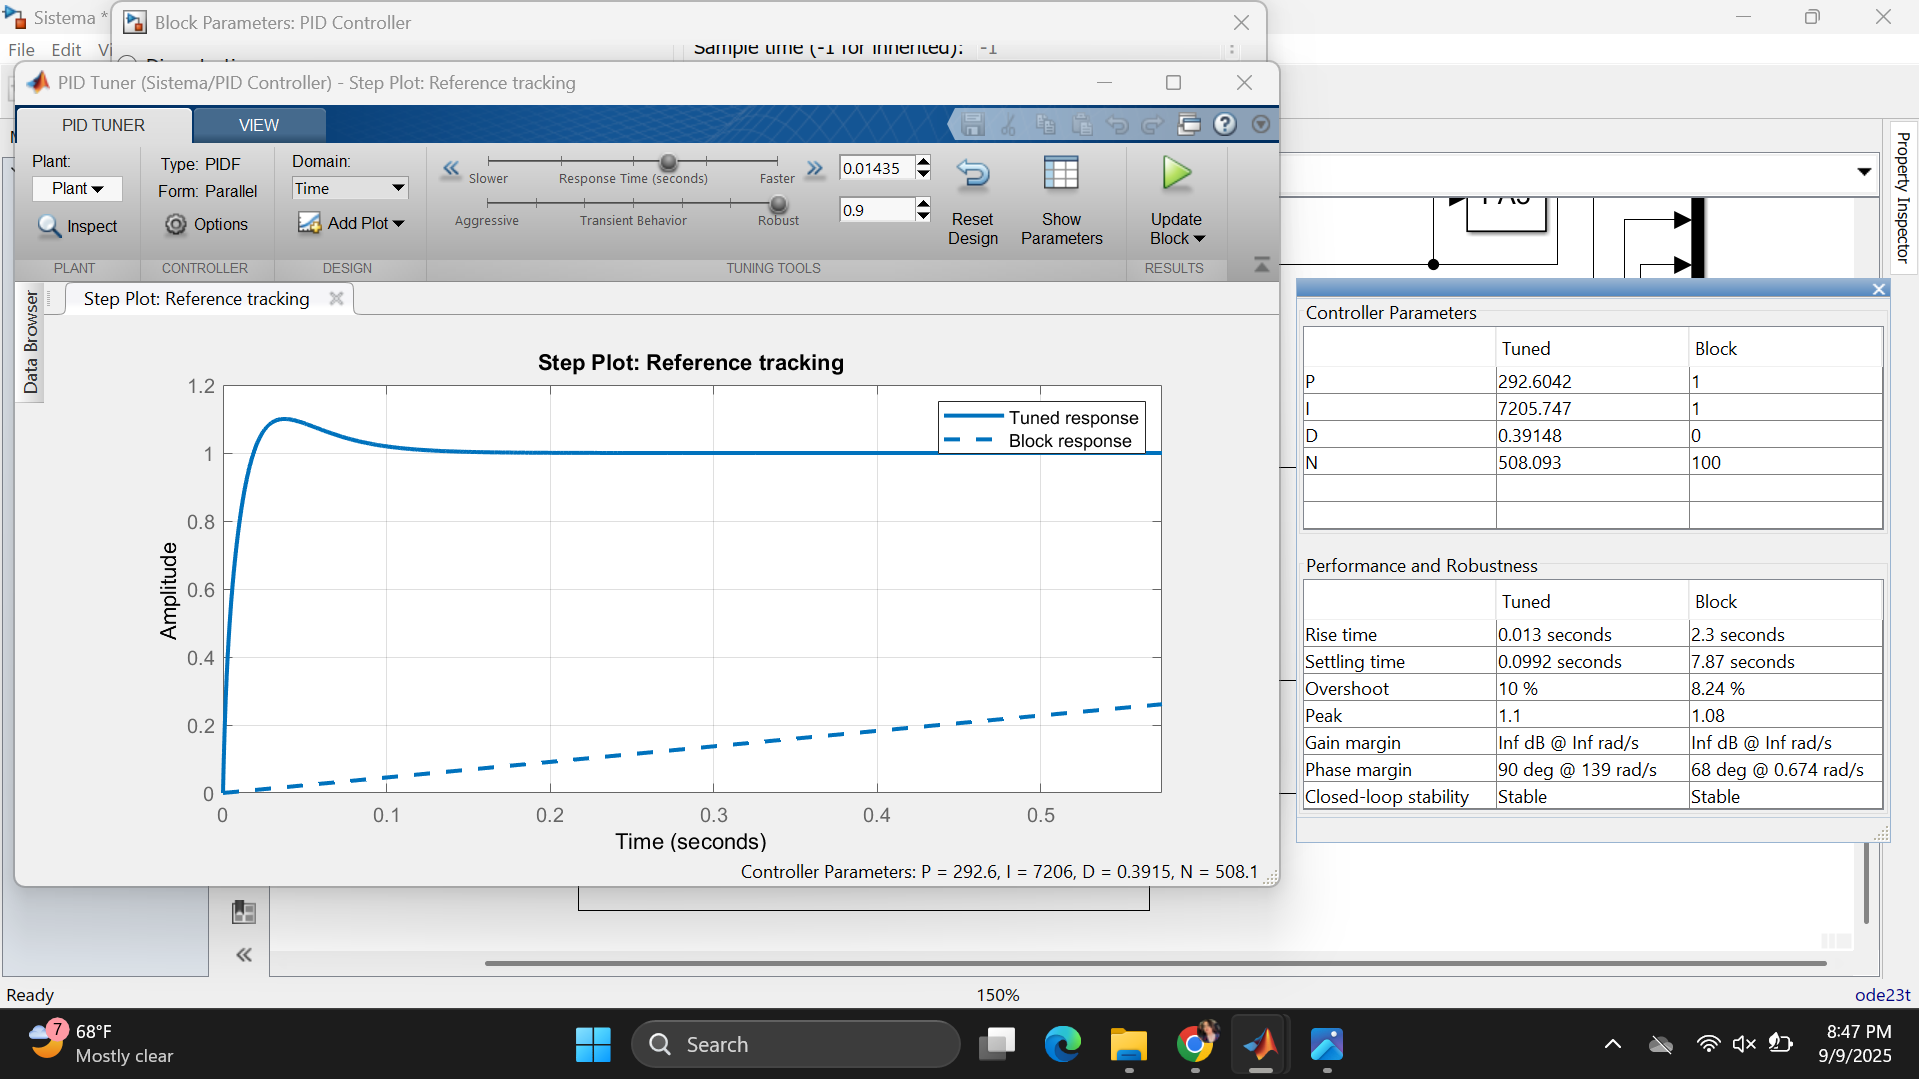 Sistema *
Block Parameters: PID Controller
File Edit
Sample time (-1 for inherited): -1
PID Tuner (Sistema/PID Controller) - Step Plot: Reference tracking
PID TUNER VIEW
Plant: Type: PIDF Domain:
Plant Form: Parallel Time
Slower Response Time (seconds) Faster 0.01435
Inspect Options Add Plot
Aggressive Transient Behavior Robust 0.9
Reset Design
Show Parameters
Update Block
PLANT CONTROLLER DESIGN TUNING TOOLS RESULTS
Property Inspector
Data Browser
Step Plot: Reference tracking
Step Plot: Reference tracking
1.2
1
0.8
0.6
0.4
0.2
0
Amplitude
Tuned response
Block response
0 0.1 0.2 0.3 0.4 0.5
Time (seconds)
Controller Parameters: P = 292.6, I = 7206, D = 0.3915, N = 508.1
Controller Parameters
Tuned Block
P 292.6042 1
I 7205.747 1
D 0.39148 0
N 508.093 100
Performance and Robustness
Tuned Block
Rise time 0.013 seconds 2.3 seconds
Settling time 0.0992 seconds 7.87 seconds
Overshoot 10 % 8.24 %
Peak 1.1 1.08
Gain margin Inf dB @ Inf rad/s Inf dB @ Inf rad/s
Phase margin 90 deg @ 139 rad/s 68 deg @ 0.674 rad/s
Closed-loop stability Stable Stable
Ready 150% ode23t
7 68°F
Mostly clear
Search
8:47 PM
9/9/2025